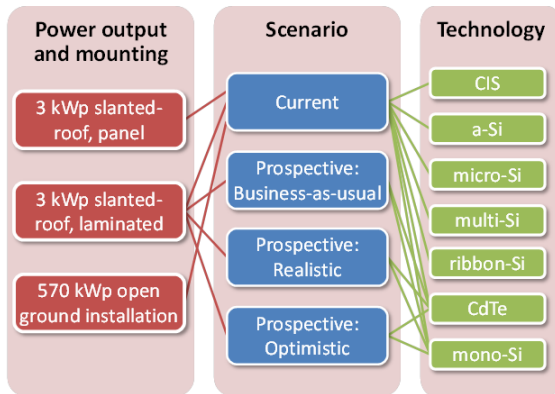 Power output
and mounting
3 kWp slanted-
roof, panel
3 kWp slanted-
roof, laminated
570 kWp open
ground installation
Scenario
Current
Prospective:
Business-as-usual
Prospective:
Realistic
Prospective:
Optimistic
Technology
CIS
a-Si
micro-Si
multi-Si
ribbon-Si
CdTe
mono-Si